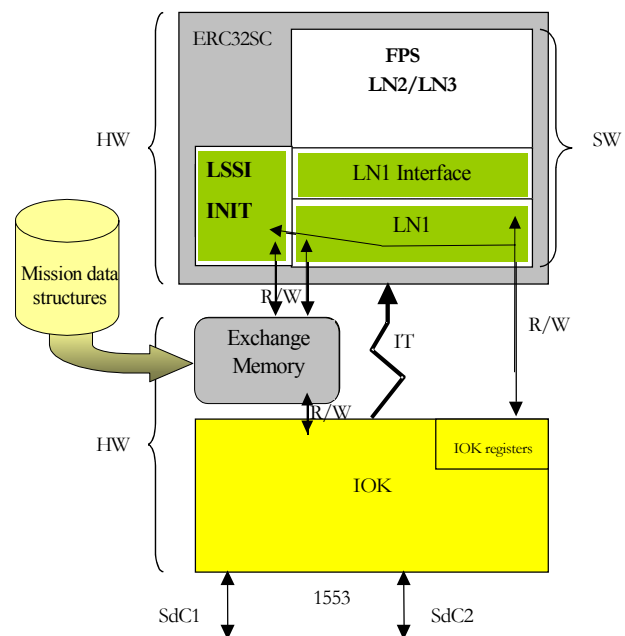 ERC32SC
FPS
LN2/LN3
HW
SW
LSSI
INIT
LN1 Interface
LN1
Mission data
structures
R/W
R/W
Exchange
Memory
IT
R/W
HW
IOK registers
IOK
1553
SdC1
SdC2